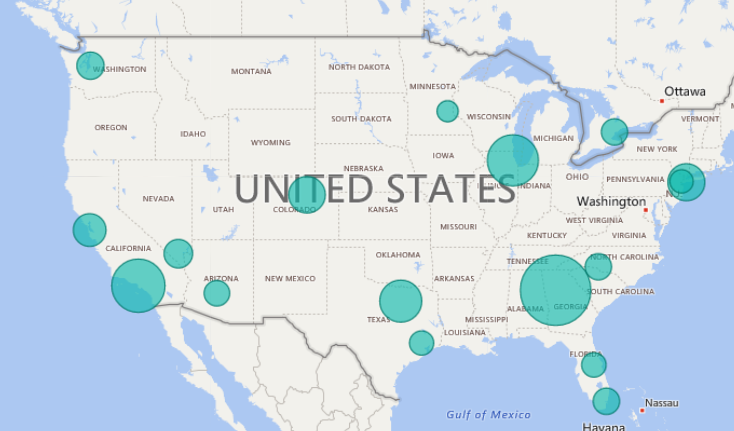 WASHINGTON
MONTANA
NORTH DAKOTA
MINNESOTA
Ottawa
VERMONT
OREGON
IDAHO
SOUTH DAKOTA
WISCONSIN
MICHIGAN
NEW YORK
WYOMING
IOWA
NEBRASKA
PENNSYLVANIA
UNITED STATES
OHIO
INDIANA
NEVADA
UTAH
COLORADO
KANSAS
Washington
MISSOURI
WEST VIRGINIA
KENTUCKY
VIRGINIA
CALIFORNIA
OKLAHOMA
TENNESSEE
NORTH CAROLINA
ARIZONA
NEW MEXICO
ARKANSAS
SOUTH CAROLINA
TEXAS
MISSISSIPPI
ALABAMA
GEORGIA
LOUISIANA
FLORIDA
Nassau
Gulf of Mexico
Havana